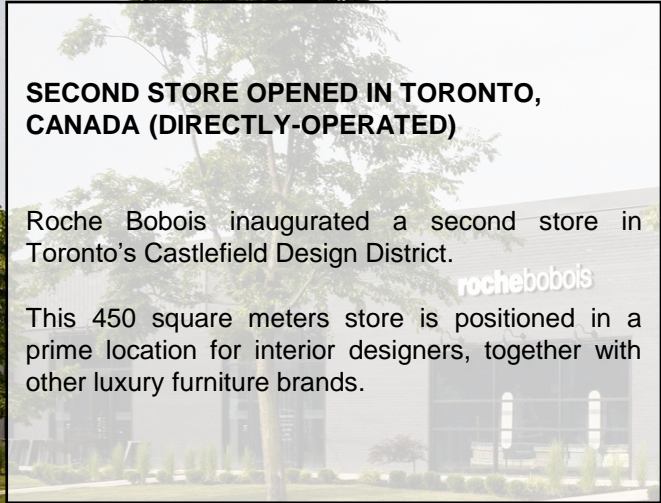 SECOND STORE OPENED IN TORONTO,
CANADA (DIRECTLY-OPERATED)
Roche Bobois inaugurated a second store in
Toronto’s Castlefield Design District.
rochebobois
This 450 square meters store is positioned in a
prime location for interior designers, together with
other luxury furniture brands.